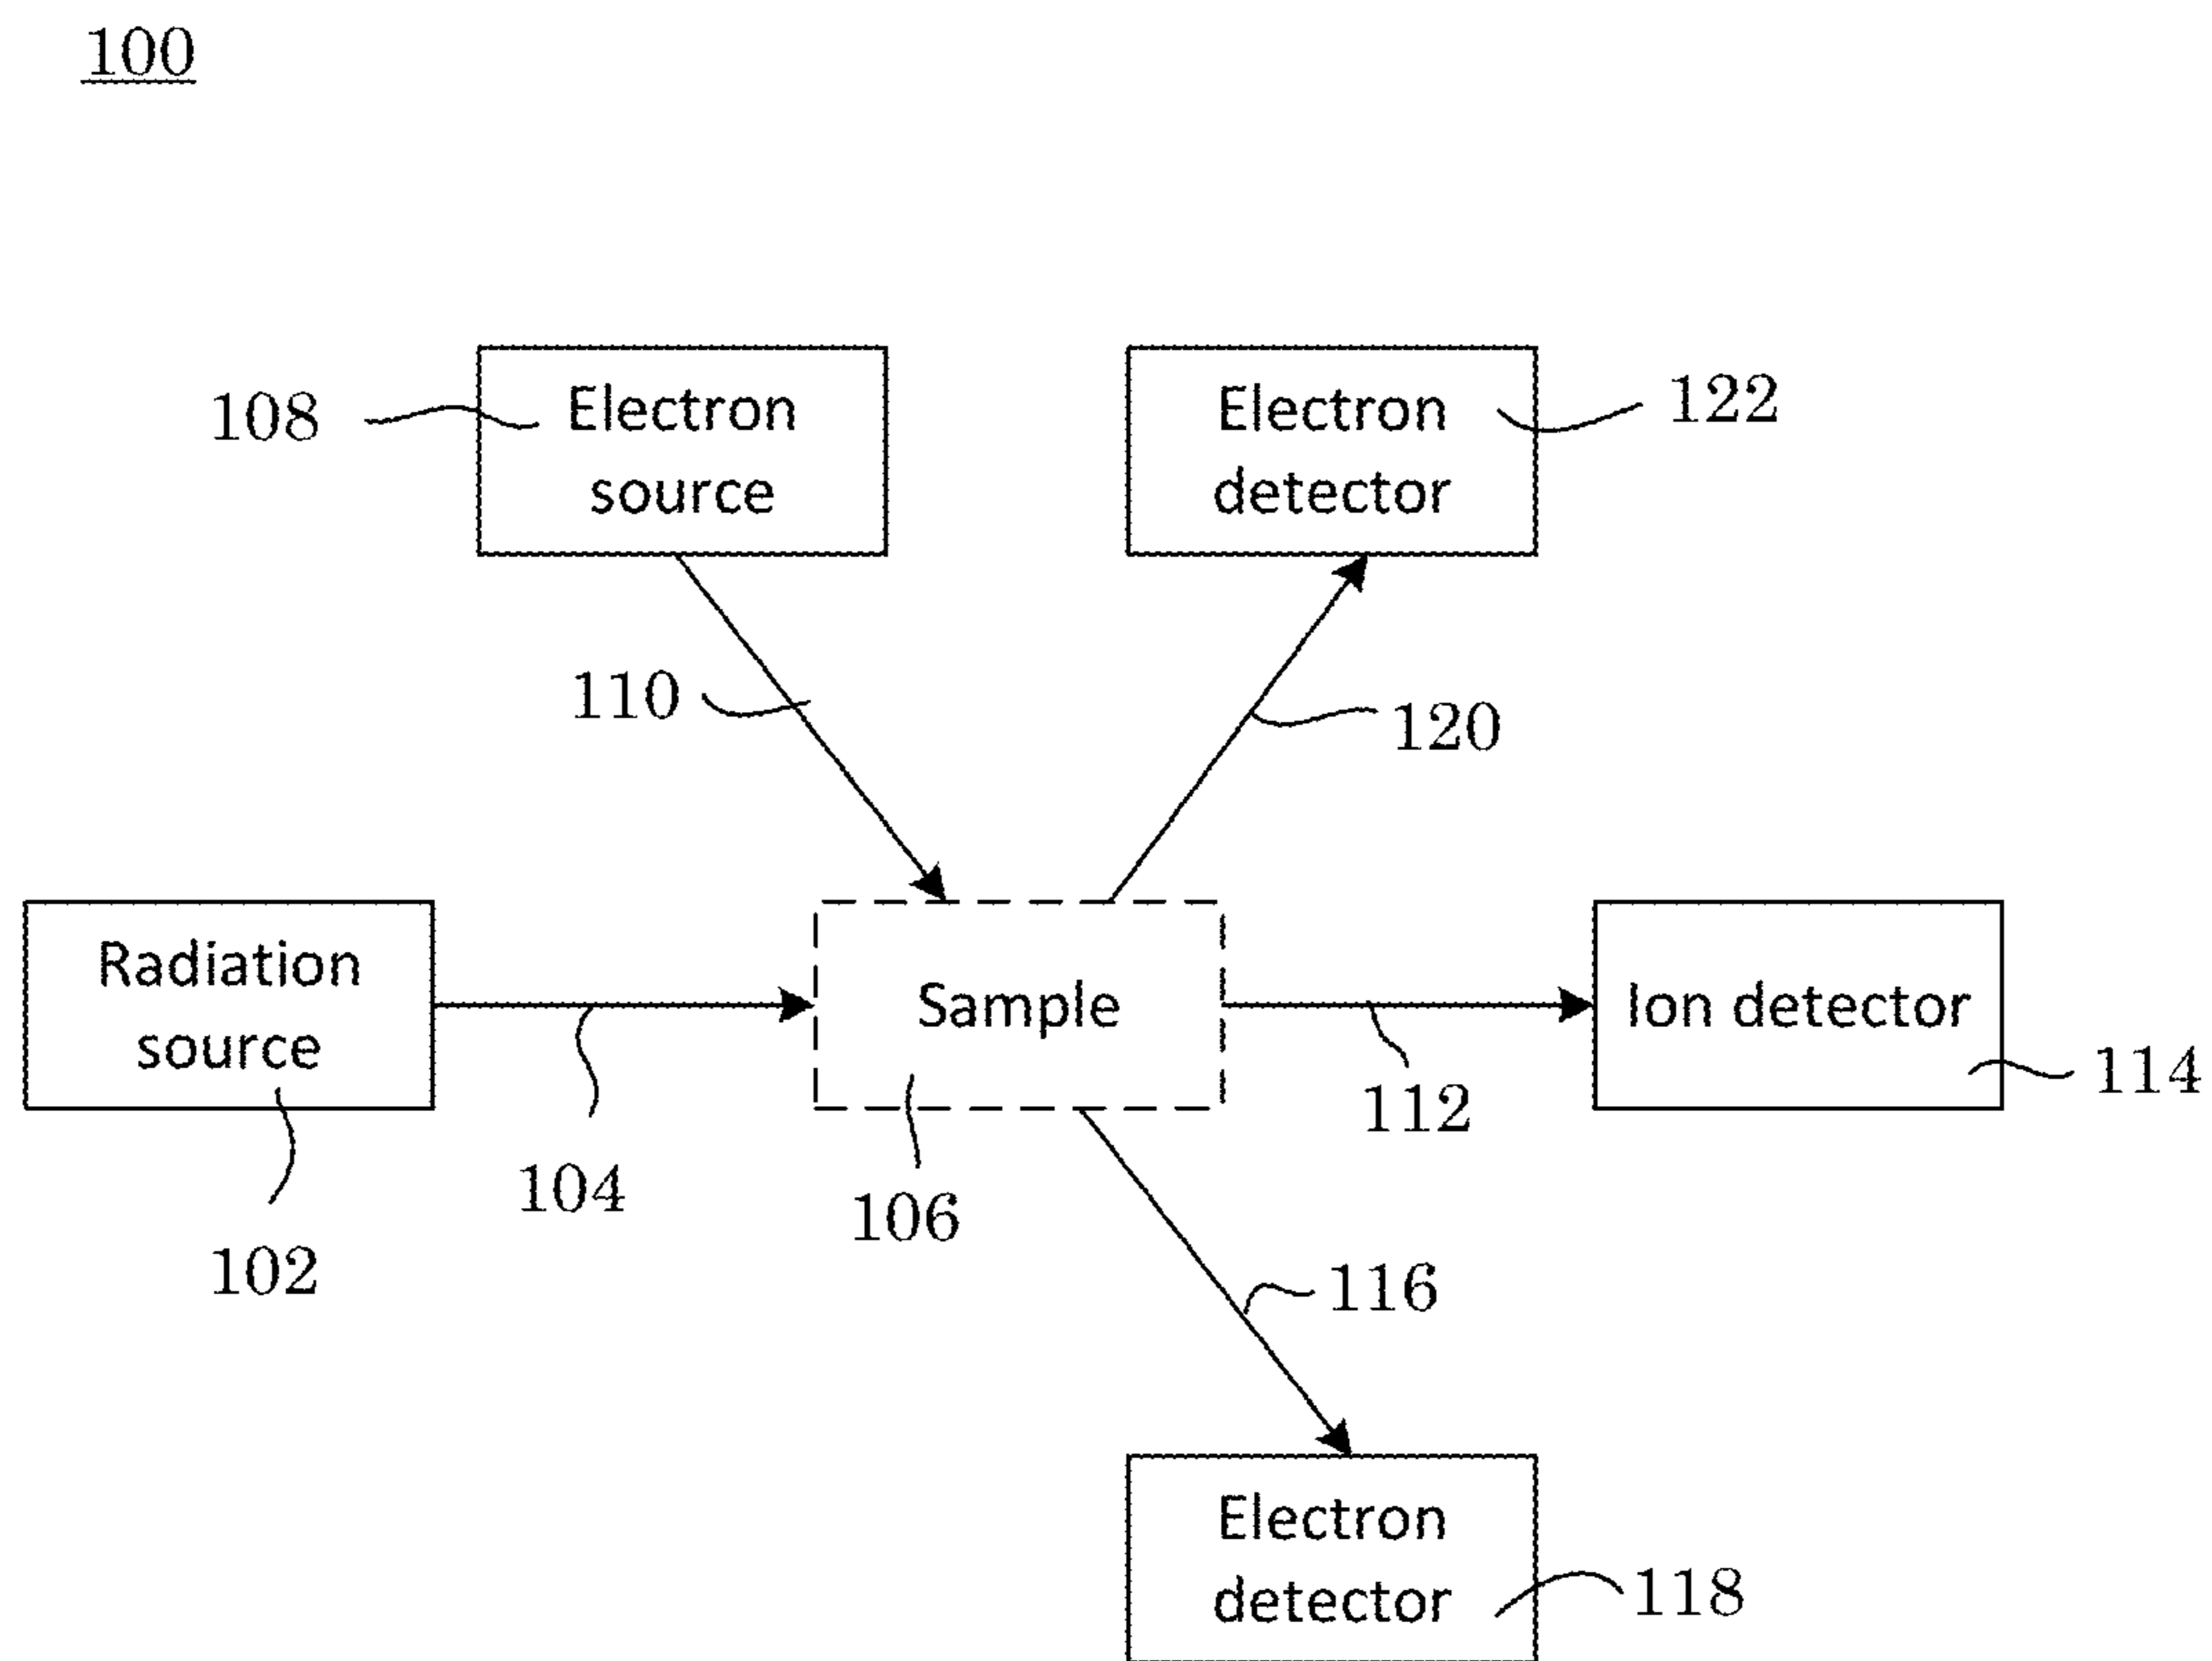 100
Electron
source
108
Electron
detector
122
110
120
Radiation
source
Sample
Ion detector
114
112
104
106
102
116
Electron
detector
118